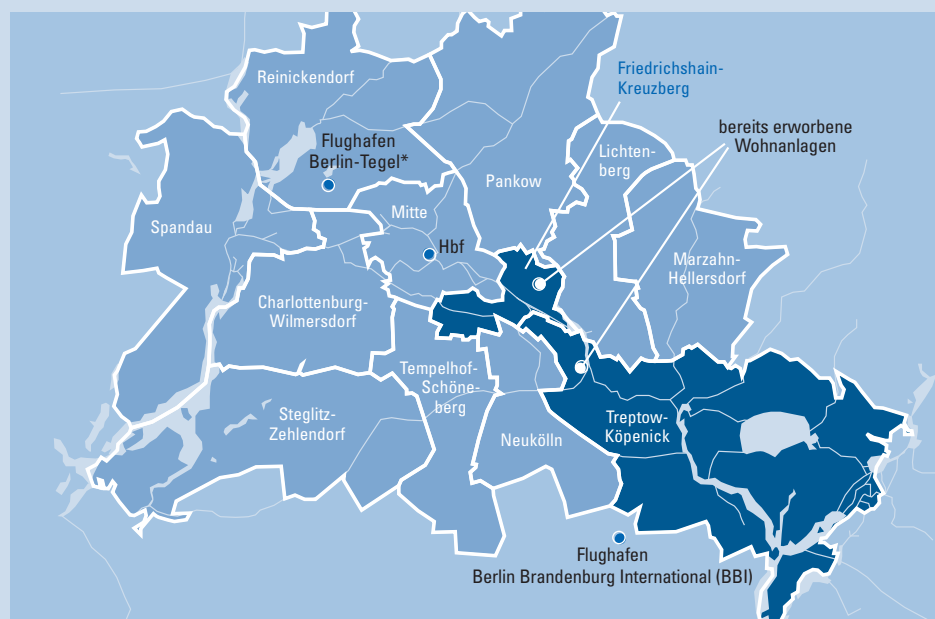 Reinickendorf
Friedrichshain-
Kreuzberg
bereits erworbene
Wohnanlagen
Flughafen
Berlin-Tegel*
Lichten-
berg
Pankow
Mitte
Spandau
Hbf
Marzahn-
Hellersdorf
Charlottenburg-
Wilmersdorf
Tempelhof-
Schöne-
berg
Steglitz-
Zehlendorf
Treptow-
Köpenick
Neukölln
Flughafen
Berlin Brandenburg International (BBI)